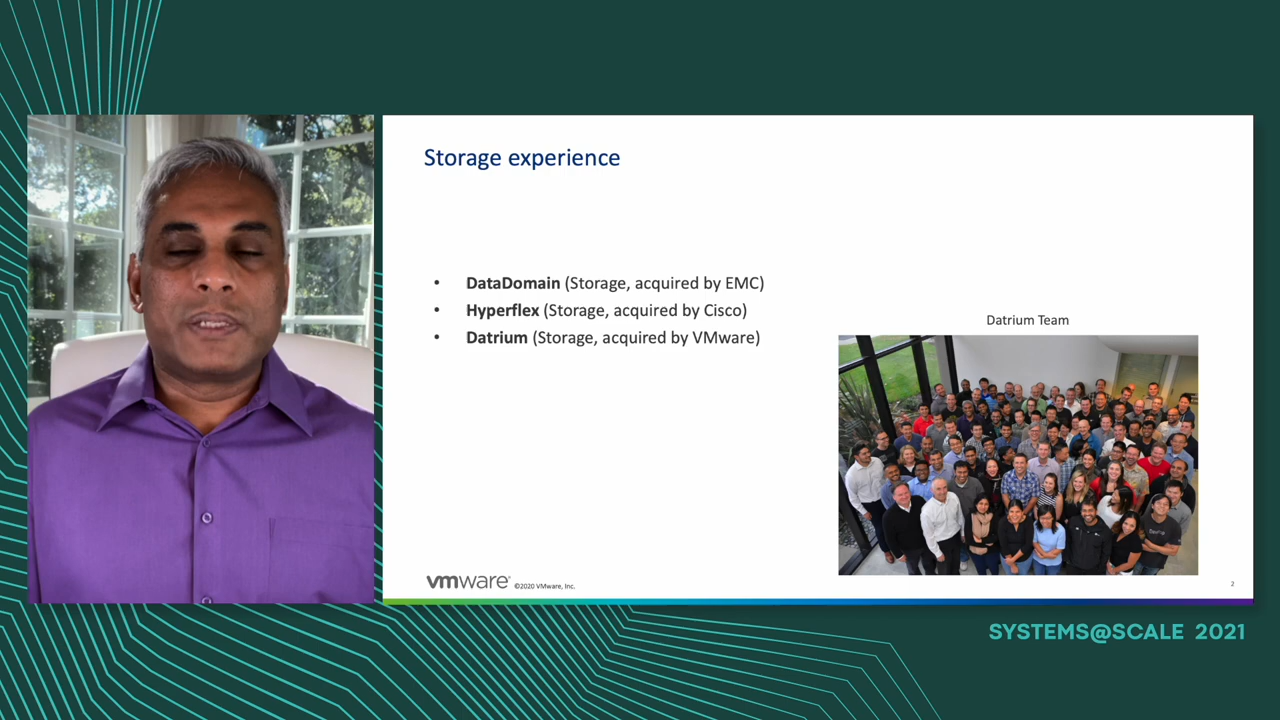 Storage experience
• DataDomain (Storage, acquired by EMC)
• Hyperflex (Storage, acquired by Cisco)
• Datrium (Storage, acquired by VMware)
Datrium Team
vmware® ©2020 VMware, Inc.
2
SYSTEMS@SCALE 2021